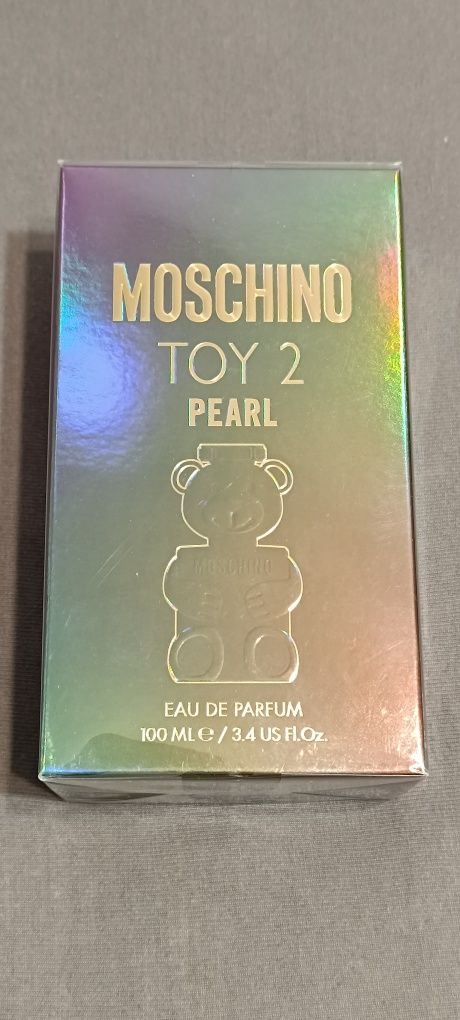 MOSCHINO
TOY 2
PEARL
MOSCHINO
EAU DE PARFUM
100 ML ℮ / 3.4 US Fl.Oz.